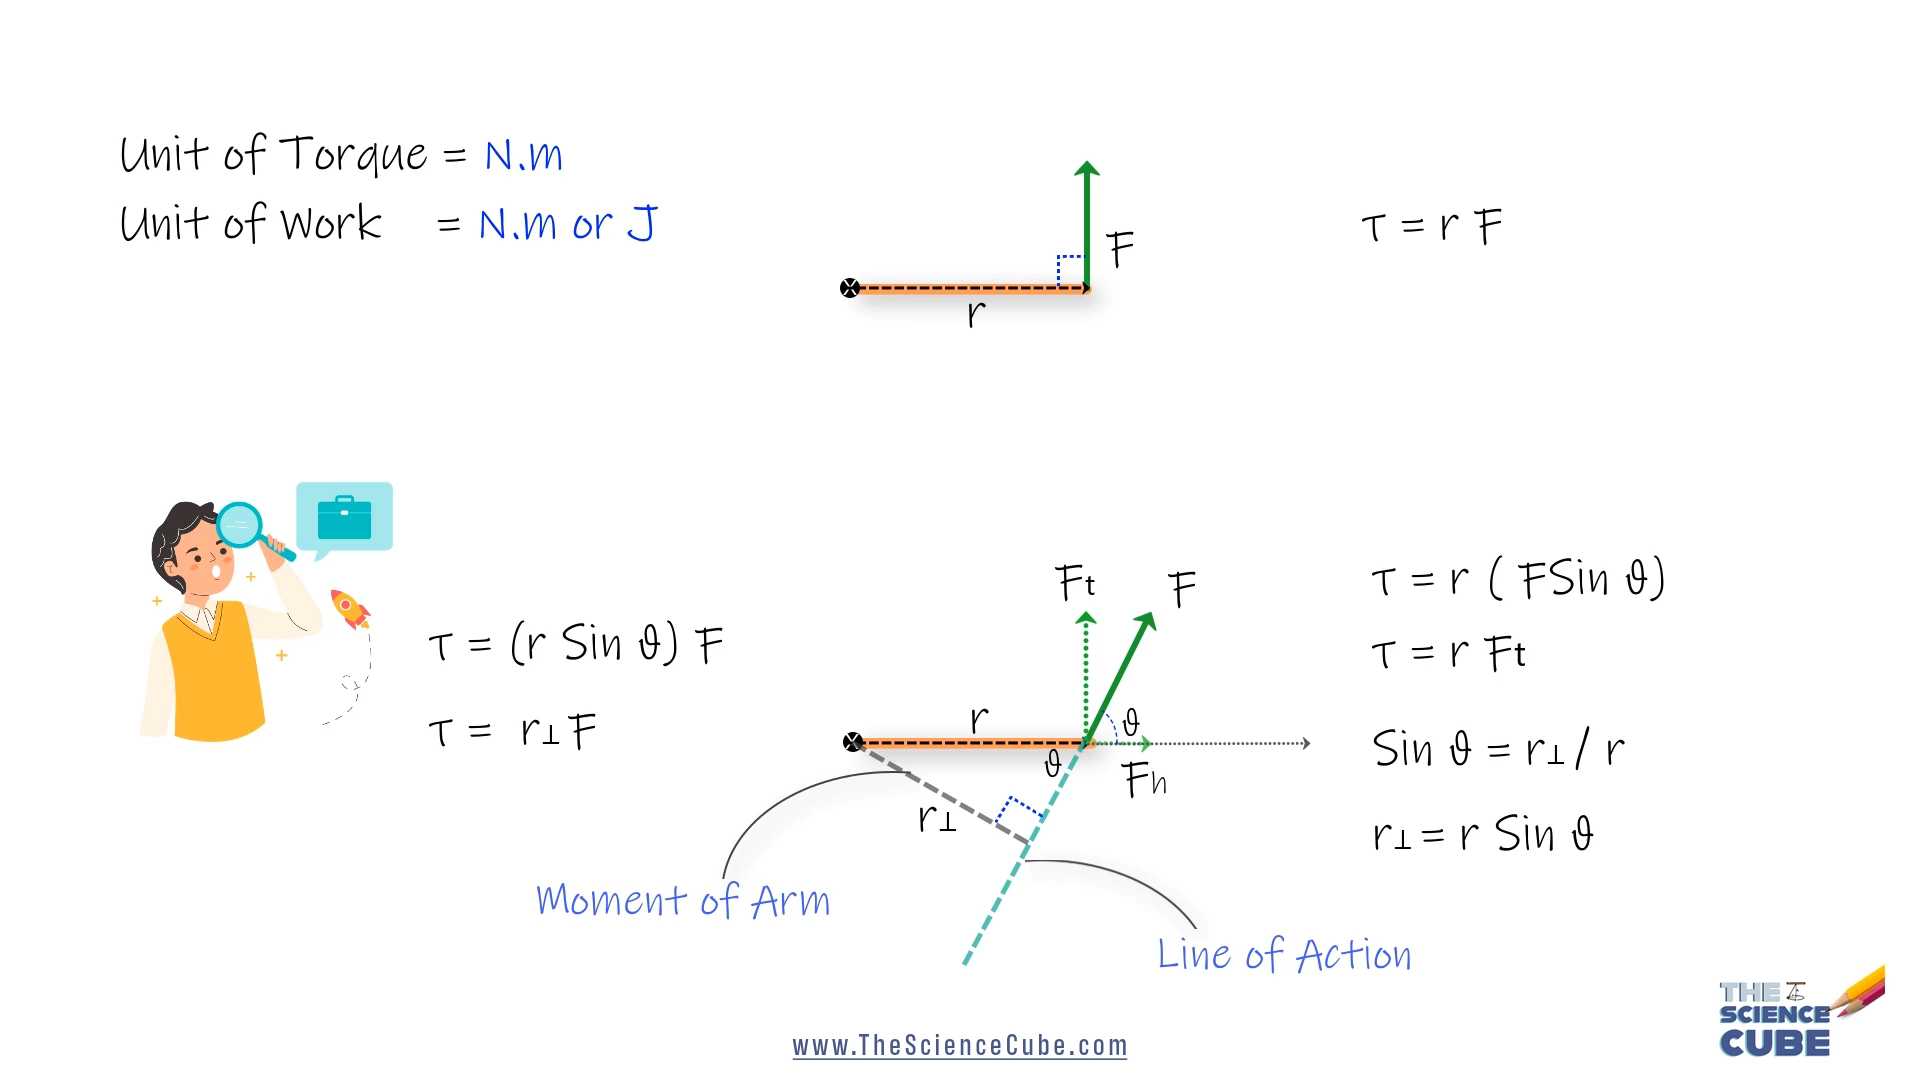 Unit of Torque = N.m
Unit of Work = N.m or J
F
r
τ = r F
τ = (r Sin θ) F
τ = r⊥ F
Ft
F
r
θ
θ
Fh
r⊥
Moment of Arm
Line of Action
τ = r ( FSin θ)
τ = r Ft
Sin θ = r⊥ / r
r⊥ = r Sin θ
www.TheScienceCube.com
THE
SCIENCE
CUBE